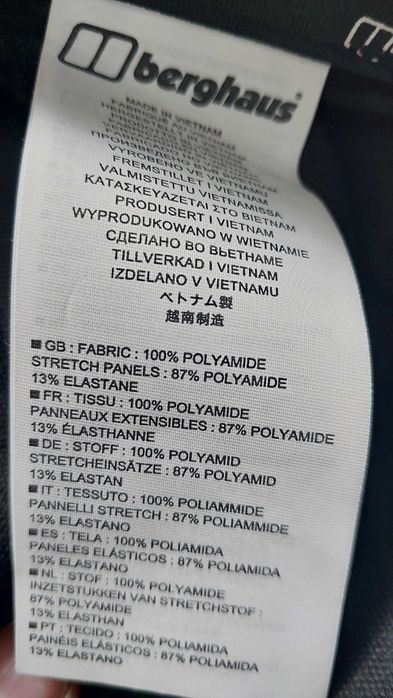 berghaus
MADE IN VIETNAM
ПРОИЗВЕДЕНО
VYROBENO VE VIETNAMU
FREMSTILLET I VIETNAM
VALMISTETTU VIETNAMISSA
ΚΑΤΑΣΚΕΥΑΖΕΤΑΙ ΣΤΟ ΒΙΕΤΝΑΜ
PRODUSERT I VIETNAM
WYPRODUKOWANO W WIETNAMIE
СДЕЛАНО ВО ВЬЕТНАМЕ
TILLVERKAD I VIETNAM
IZDELANO V VIETNAMU
ベトナム製
越南制造
GB : FABRIC : 100% POLYAMIDE
STRETCH PANELS : 87% POLYAMIDE
13% ELASTANE
FR : TISSU : 100% POLYAMIDE
PANNEAUX EXTENSIBLES : 87% POLYAMIDE
13% ÉLASTHANNE
DE : STOFF : 100% POLYAMID
STRETCHEINSÄTZE : 87% POLYAMID
13% ELASTAN
IT : TESSUTO : 100% POLIAMMIDE
PANNELLI STRETCH : 87% POLIAMMIDE
13% ELASTANO
ES : TELA : 100% POLIAMIDA
PANELES ELÁSTICOS : 87% POLIAMIDA
13% ELASTANO
NL : STOF : 100% POLYAMIDE
INZETSTUKKEN VAN STRETCHSTOF :
87% POLYAMIDE
13% ELASTHAN
PT : TECIDO : 100% POLIAMIDA
PAINÉIS ELÁSTICOS : 87% POLIAMIDA
13% ELASTANO